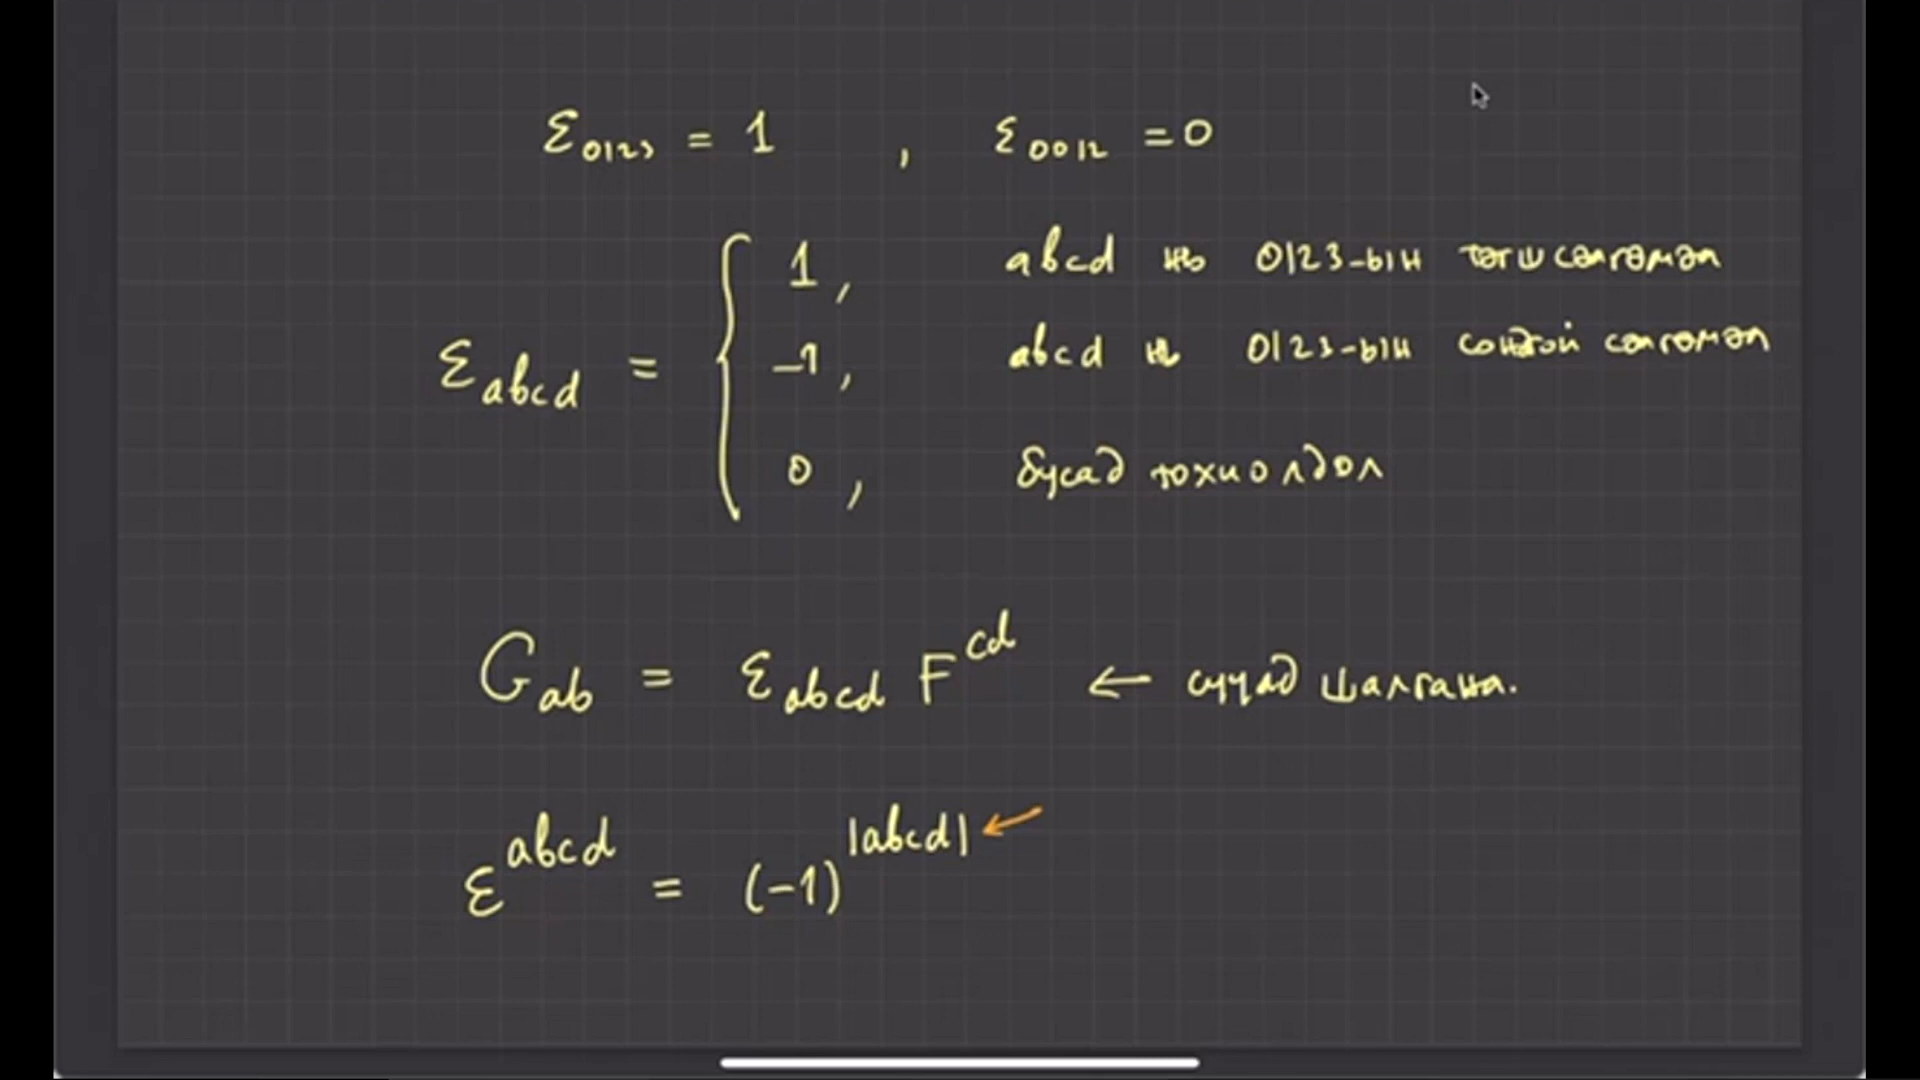 ε₀₁₂₃ = 1 , ε₀₀₁₂ = 0
1, abcd нь 0123-ын тэгш сэлгэмэл
ε_abcd = { -1, abcd нь 0123-ын сондгой сэлгэмэл
0, бусад тохиолдол
G_ab = ε_abcd F^cd ← сууад шалгана.
ε^abcd = (-1)^|abcd| ←